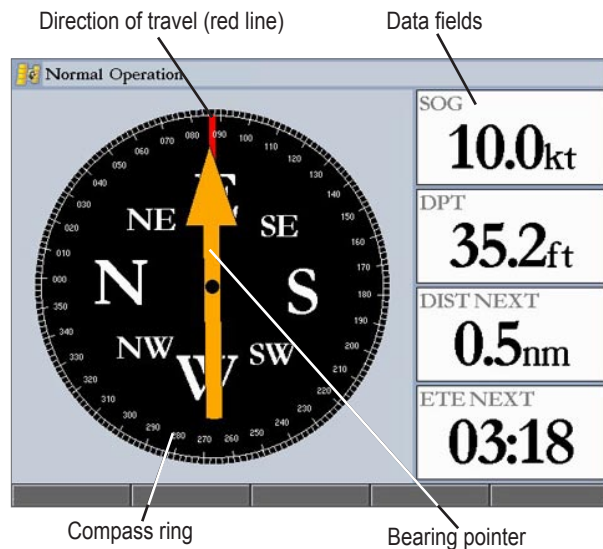 Direction of travel (red line)
Data fields
Normal Operation
080 090 100 110 120 130 140 150 160 170 180 190 200 210 220 230 240 250 260 270 280 290 300 310 320 330 340 350 000 010 020 030 040 050 060 070
E
NE SE
N S
NW SW
W
SOG
10.0kt
DPT
35.2ft
DIST NEXT
0.5nm
ETE NEXT
03:18
Compass ring
Bearing pointer